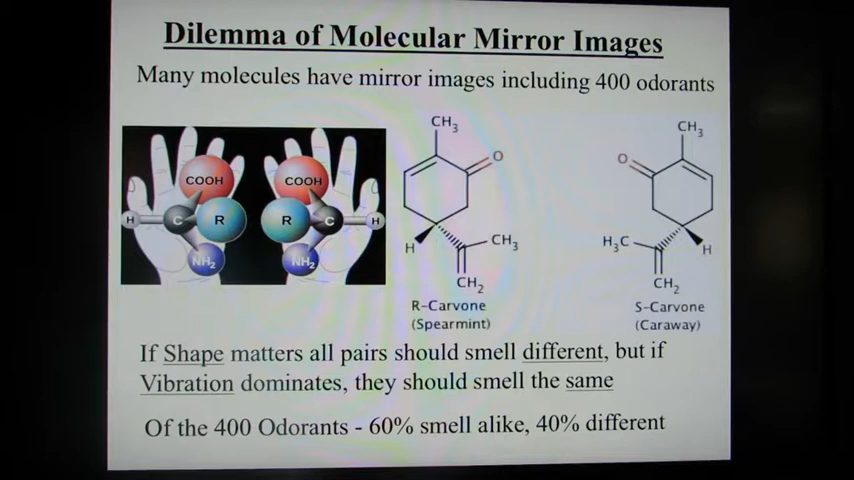 Dilemma of Molecular Mirror Images
Many molecules have mirror images including 400 odorants
COOH
H
C
R
NH2
COOH
R
C
H
NH2
CH3
O
H
CH3
CH2
R-Carvone
(Spearmint)
CH3
O
H3C
H
CH2
S-Carvone
(Caraway)
If Shape matters all pairs should smell different, but if
Vibration dominates, they should smell the same
Of the 400 Odorants - 60% smell alike, 40% different